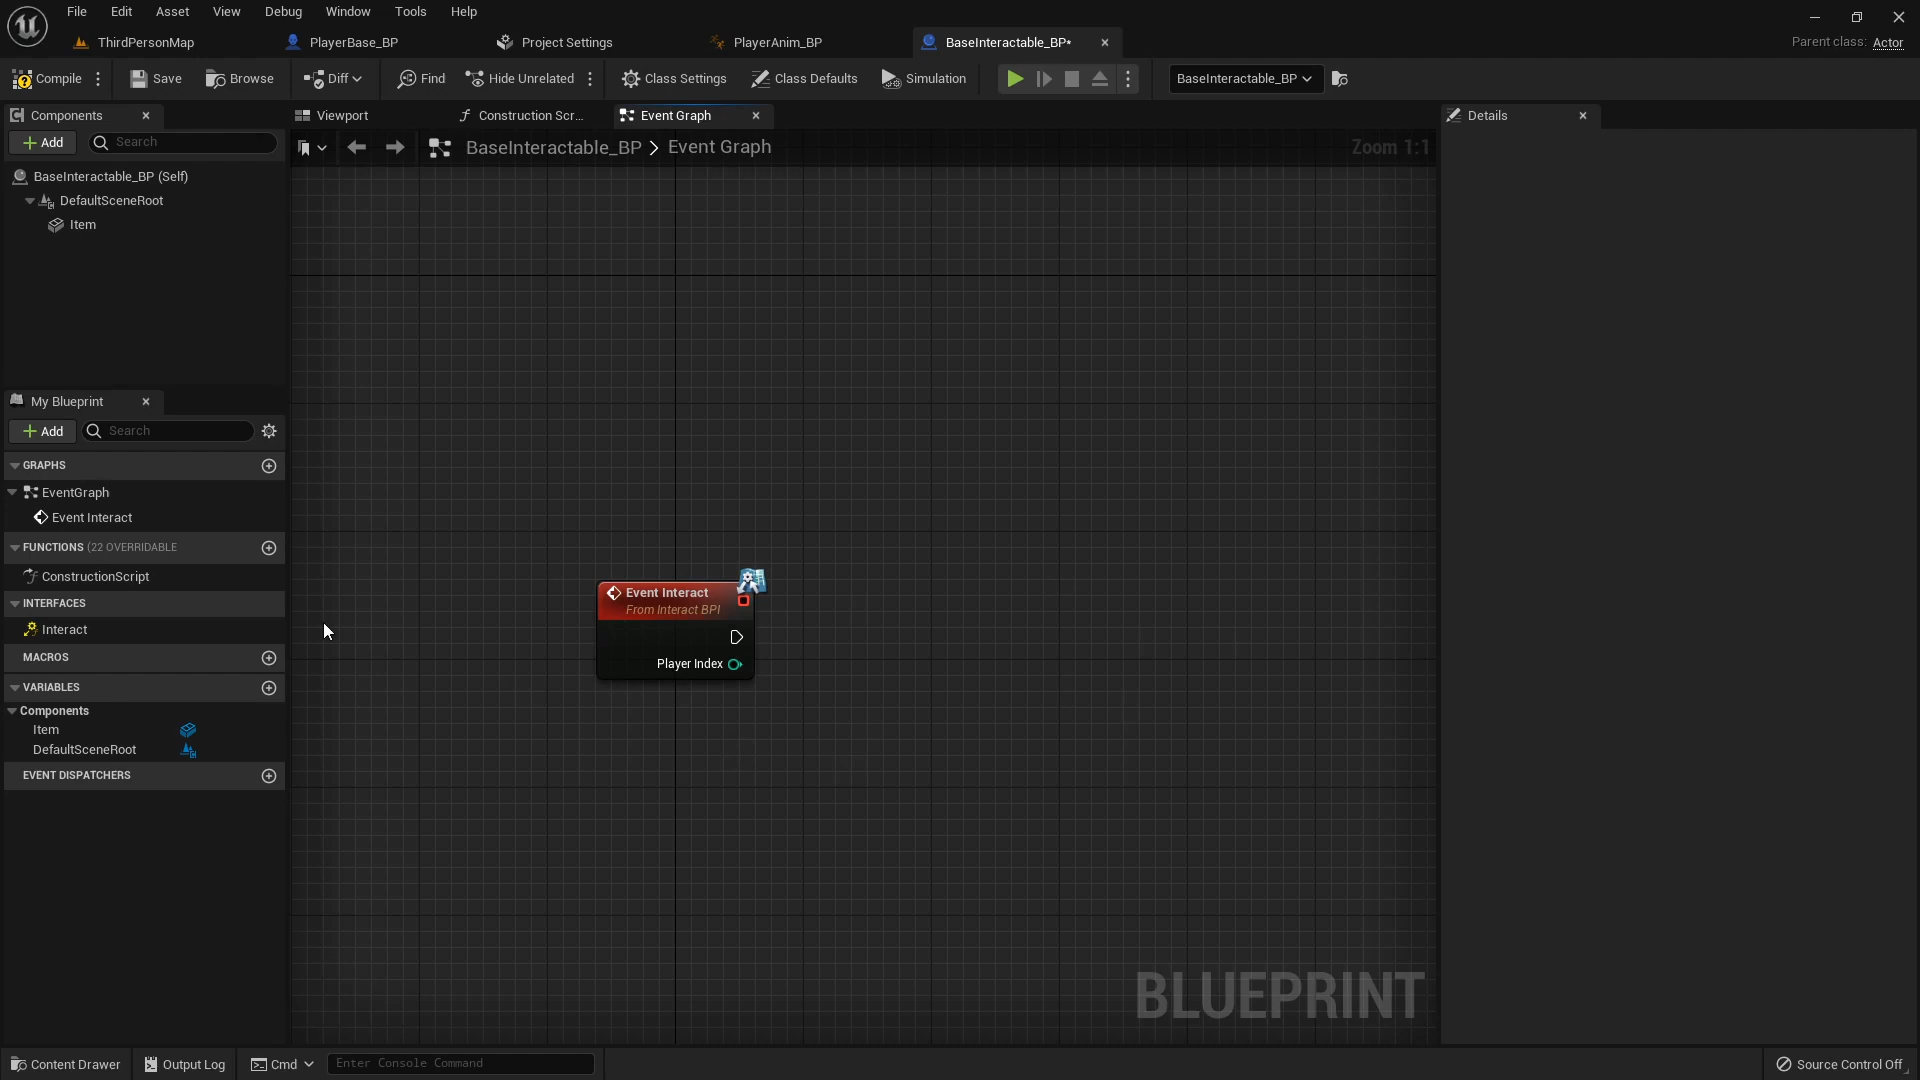 File Edit Asset View Debug Window Tools Help
ThirdPersonMap PlayerBase_BP Project Settings PlayerAnim_BP BaseInteractable_BP*
Parent class: Actor
Compile Save Browse Diff Find Hide Unrelated Class Settings Class Defaults Simulation BaseInteractable_BP
Components
Viewport Construction Scr... Event Graph
Details
Add Search
BaseInteractable_BP > Event Graph
Zoom 1:1
BaseInteractable_BP (Self)
DefaultSceneRoot
Item
My Blueprint
Add Search
GRAPHS
EventGraph
Event Interact
FUNCTIONS (22 OVERRIDABLE
ConstructionScript
INTERFACES
Interact
MACROS
VARIABLES
Components
Item
DefaultSceneRoot
EVENT DISPATCHERS
Event Interact
From Interact BPI
Player Index
BLUEPRINT
Content Drawer Output Log Cmd Enter Console Command Source Control Off